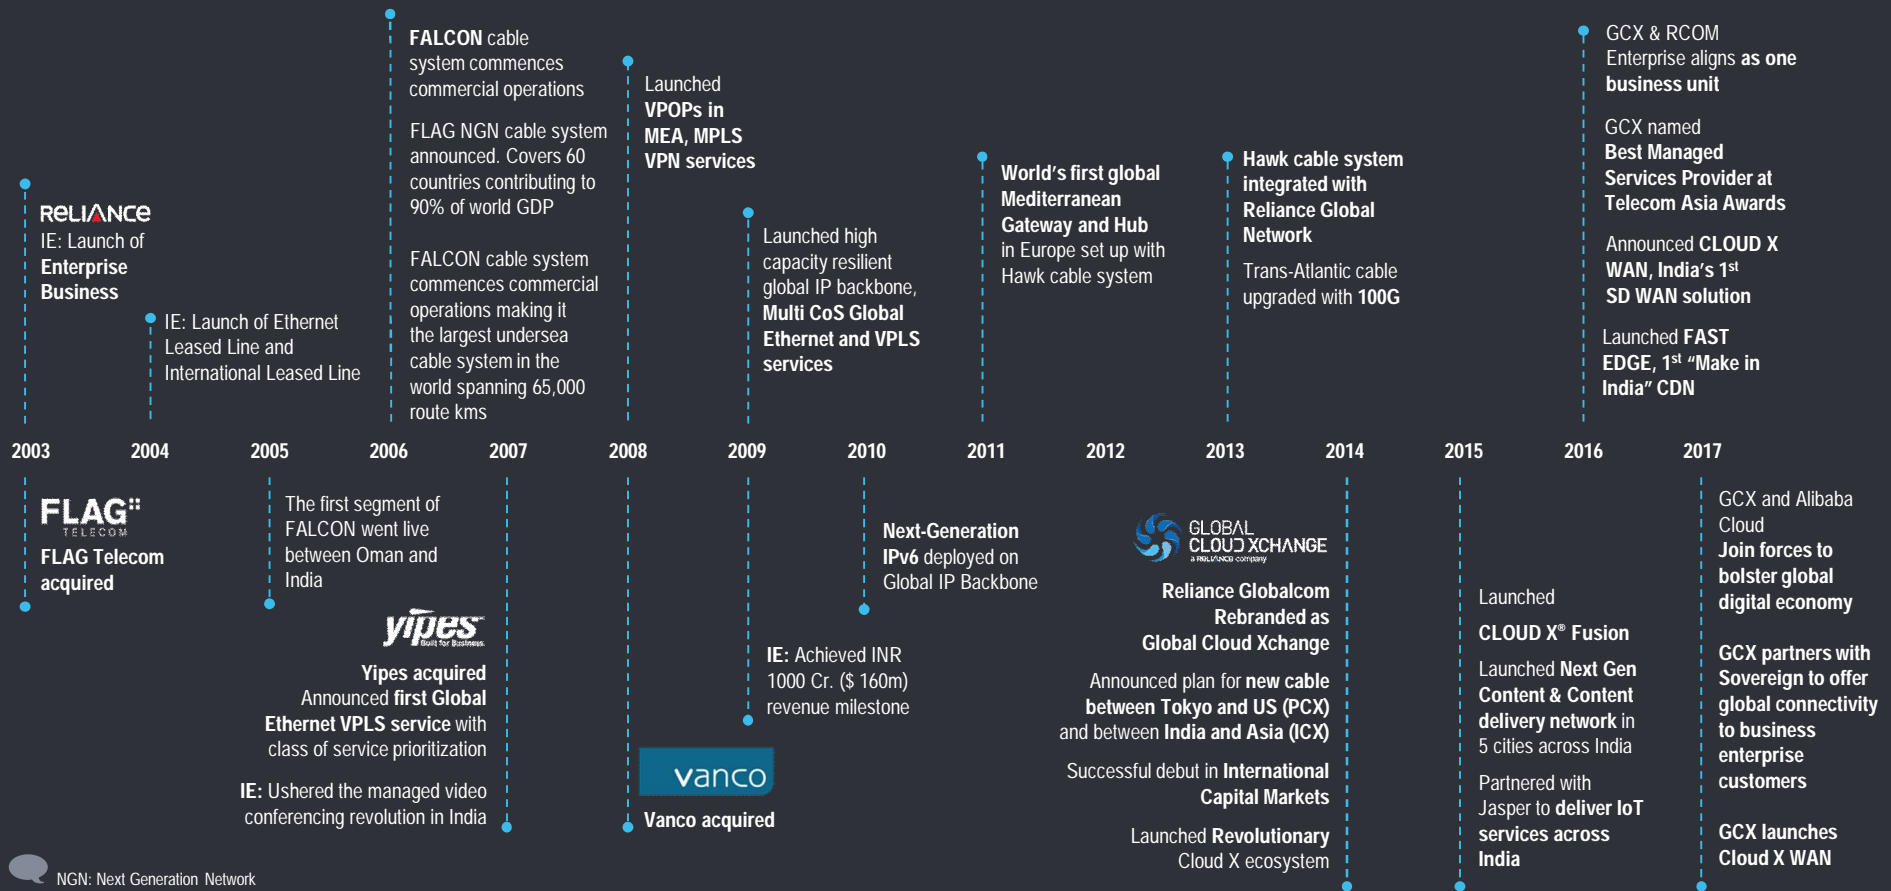 FALCON cable
system commences
commercial operations
FLAG NGN cable system
announced. Covers 60
countries contributing to
90% of world GDP
FALCON cable system
commences commercial
operations making it
the largest undersea
cable system in the
world spanning 65,000
route kms
RELIANCE
IE: Launch of
Enterprise
Business
IE: Launch of Ethernet
Leased Line and
International Leased Line
Launched
VPOPs in
MEA, MPLS
VPN services
Launched high
capacity resilient
global IP backbone,
Multi CoS Global
Ethernet and VPLS
services
World's first global
Mediterranean
Gateway and Hub
in Europe set up with
Hawk cable system
Hawk cable system
integrated with
Reliance Global
Network
Trans-Atlantic cable
upgraded with 100G
GCX & RCOM
Enterprise aligns as one
business unit
GCX named
Best Managed
Services Provider at
Telecom Asia Awards
Announced CLOUD X
WAN, India's 1st
SD WAN solution
Launched FAST
EDGE, 1st “Make in
India” CDN
2003 2004 2005 2006 2007 2008 2009 2010 2011 2012 2013 2014 2015 2016 2017
FLAG
TELECOM
FLAG Telecom
acquired
The first segment of
FALCON went live
between Oman and
India
yipes
Built for Business.
Yipes acquired
Announced first Global
Ethernet VPLS service with
class of service prioritization
IE: Ushered the managed video
conferencing revolution in India
vanco
Vanco acquired
IE: Achieved INR
1000 Cr. ($ 160m)
revenue milestone
Next-Generation
IPv6 deployed on
Global IP Backbone
GLOBAL
CLOUD XCHANGE
a RELIANCE company
Reliance Globalcom
Rebranded as
Global Cloud Xchange
Announced plan for new cable
between Tokyo and US (PCX)
and between India and Asia (ICX)
Successful debut in International
Capital Markets
Launched Revolutionary
Cloud X ecosystem
Launched
CLOUD X® Fusion
Launched Next Gen
Content & Content
delivery network in
5 cities across India
Partnered with
Jasper to deliver IoT
services across
India
GCX and Alibaba
Cloud
Join forces to
bolster global
digital economy
GCX partners with
Sovereign to offer
global connectivity
to business
enterprise
customers
GCX launches
Cloud X WAN
NGN: Next Generation Network